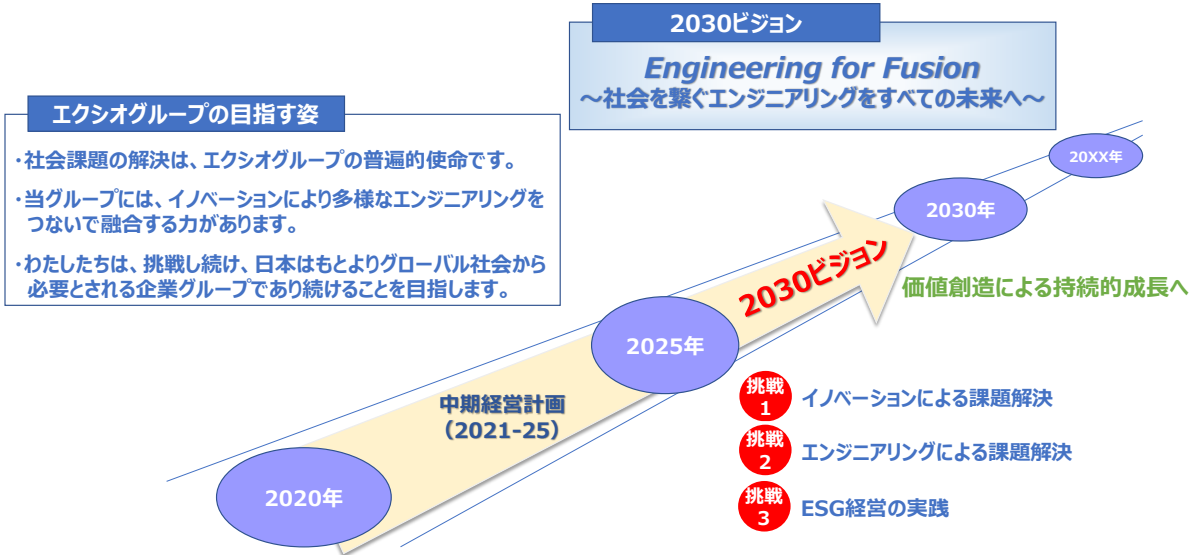 2030ビジョン
Engineering for Fusion
～社会を繋ぐエンジニアリングをすべての未来へ～
エクシオグループの目指す姿
・社会課題の解決は、エクシオグループの普遍的使命です。
・当グループには、イノベーションにより多様なエンジニアリングを
つないで融合する力があります。
・わたしたちは、挑戦し続け、日本はもとよりグローバル社会から
必要とされる企業グループであり続けることを目指します。
20XX年
2030年
2030ビジョン
価値創造による持続的成長へ
2025年
中期経営計画
（2021-25）
2020年
挑戦
1
イノベーションによる課題解決
挑戦
2
エンジニアリングによる課題解決
挑戦
3
ESG経営の実践